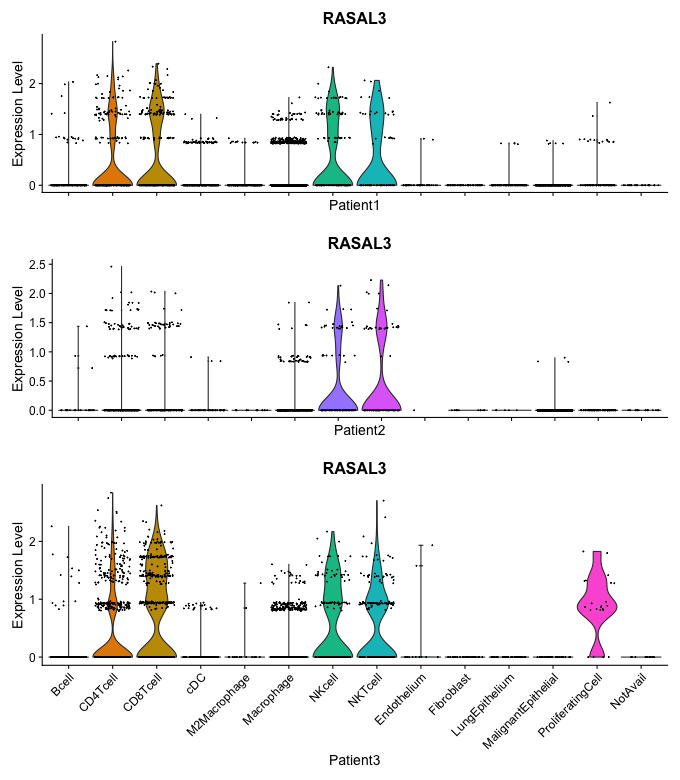 RASAL3
Expression Level
2
1
0
Patient1
RASAL3
Expression Level
2.5
2.0
1.5
1.0
0.5
0.0
Patient2
RASAL3
Expression Level
2
1
0
Bcell
CD4Tcell
CD8Tcell
cDC
M2Macrophage
Macrophage
NKcell
NKTcell
Endothelium
Fibroblast
LungEpithelium
MalignantEpithelial
ProliferatingCell
NotAvail
Patient3